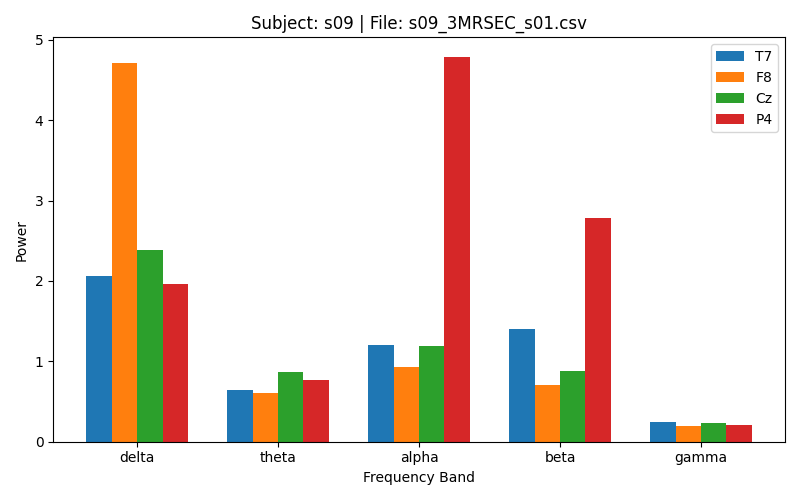 Subject: s09 | File: s09_3MRSEC_s01.csv
T7
F8
Cz
P4
5
4
3
2
1
0
Power
delta theta alpha beta gamma
Frequency Band